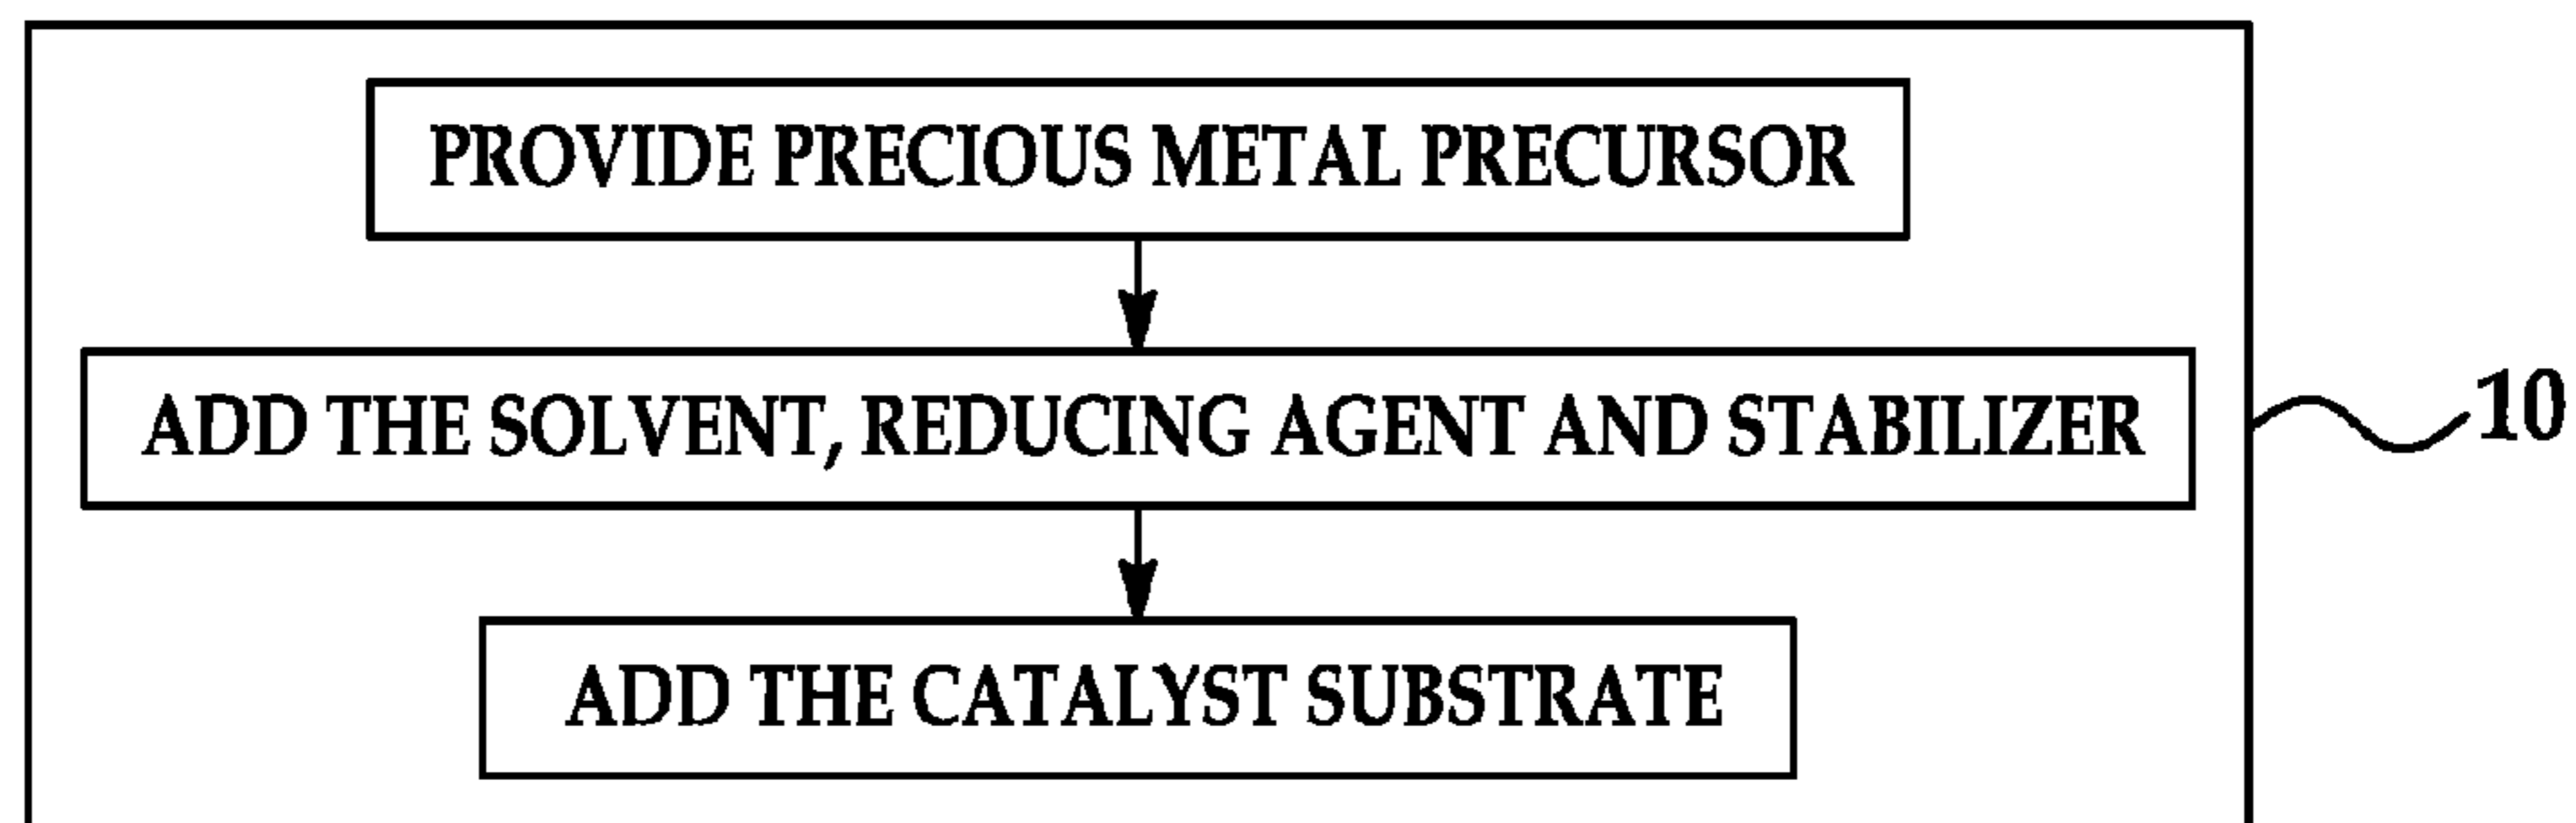 PROVIDE PRECIOUS METAL PRECURSOR
ADD THE SOLVENT, REDUCING AGENT AND STABILIZER
10
ADD THE CATALYST SUBSTRATE